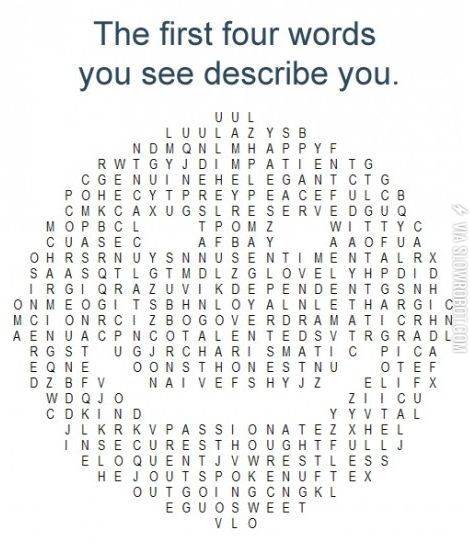 The first four words
you see describe you.
U U L
L U U L A Z Y S B
N D M Q N L M H A P P Y F
R W T G Y J D I M P A T I E N T G
C G E N U I N E H E L E G A N T C T G
P O H E C Y T P R E Y P E A C E F U L C B
C M K C A X U G S L R E S E R V E D G U Q
M O P B C L T P O M Z W I T T Y C
C U A S E C A F B A Y A A O F U A
O H R S R N U Y S N N U S E N T I M E N T A L R X
S A A S Q T L G T M D L Z G L O V E L Y H P D I D
I R G I Q R A Z U V I K D E P E N D E N T G S N H
O N M E O G I T S B H N L O Y A L N L E T H A R G I C
M C I O N R C I Z B O G O V E R D R A M A T I C R H N
A E N U A C P N C O T A L E N T E D S V T R G R A D L
R G S T U G J R C H A R I S M A T I C P I C A
E Q N E O O N S T H O N E S T N U O T E F
D Z B F V N A I V E F S H Y J Z E L I F X
W D Q J O Z I I C U
C D K I N D Y Y V T A L
J L K R K V P A S S I O N A T E Z X H E L
I N S E C U R E S T H O U G H T F U L L J
E L O Q U E N T J V W R E S T L E S S
H E J O U T S P O K E N U F T E X
O U T G O I N G C N G K L
E G U O S W E E T
V L O
VIA SLOWROBOT.COM